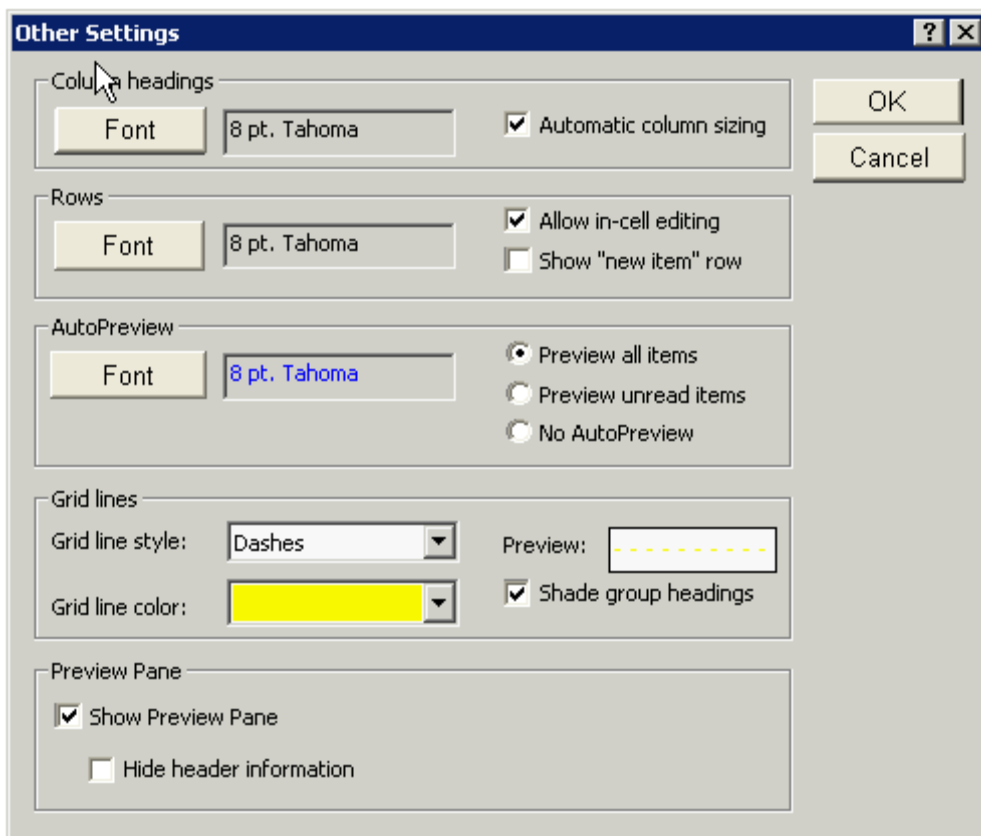 Other Settings
Column headings
Font
8 pt. Tahoma
Automatic column sizing
OK
Cancel
Rows
Font
8 pt. Tahoma
Allow in-cell editing
Show "new item" row
AutoPreview
Font
8 pt. Tahoma
Preview all items
Preview unread items
No AutoPreview
Grid lines
Grid line style:
Dashes
Preview:
Grid line color:
Shade group headings
Preview Pane
Show Preview Pane
Hide header information